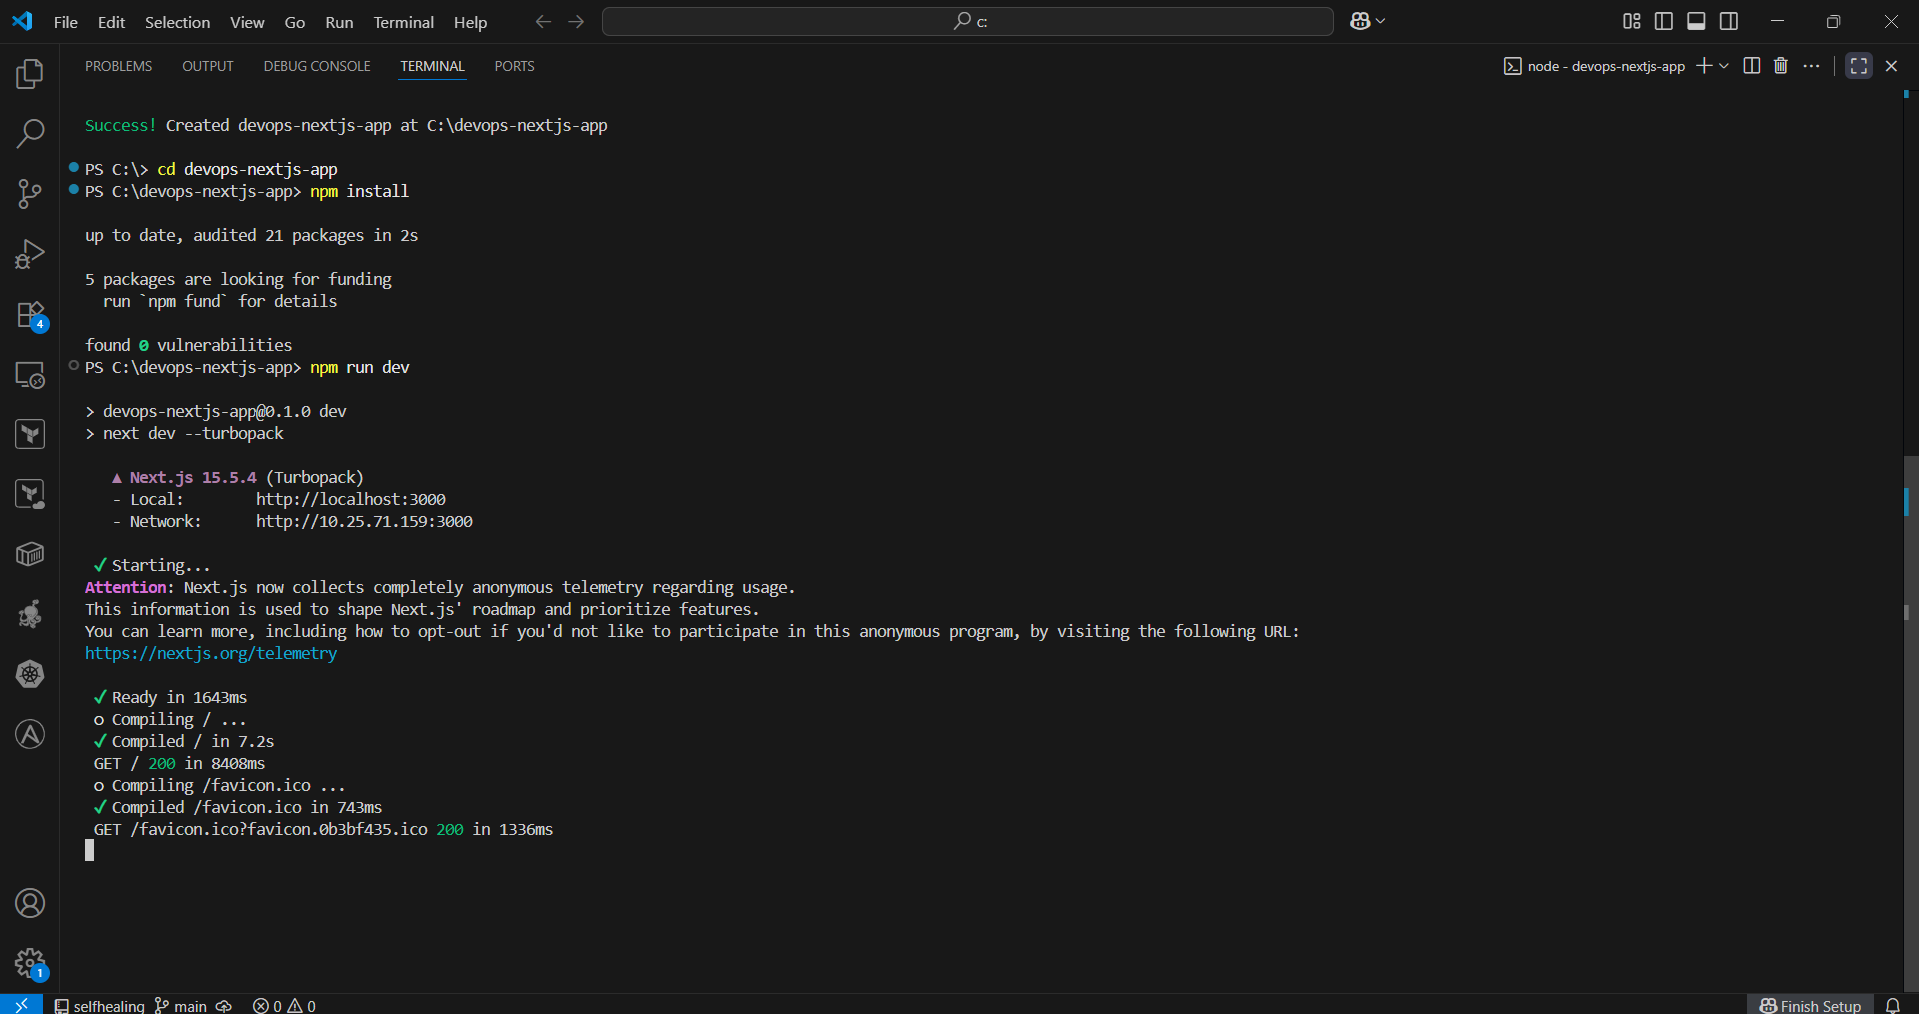 File Edit Selection View Go Run Terminal Help c:
PROBLEMS OUTPUT DEBUG CONSOLE TERMINAL PORTS node - devops-nextjs-app
Success! Created devops-nextjs-app at C:\devops-nextjs-app
PS C:\> cd devops-nextjs-app
PS C:\devops-nextjs-app> npm install
up to date, audited 21 packages in 2s
5 packages are looking for funding
run `npm fund` for details
found 0 vulnerabilities
PS C:\devops-nextjs-app> npm run dev
> devops-nextjs-app@0.1.0 dev
> next dev --turbopack
▲ Next.js 15.5.4 (Turbopack)
- Local: http://localhost:3000
- Network: http://10.25.71.159:3000
✓ Starting...
Attention: Next.js now collects completely anonymous telemetry regarding usage.
This information is used to shape Next.js' roadmap and prioritize features.
You can learn more, including how to opt-out if you'd not like to participate in this anonymous program, by visiting the following URL:
https://nextjs.org/telemetry
✓ Ready in 1643ms
○ Compiling / ...
✓ Compiled / in 7.2s
GET / 200 in 8408ms
○ Compiling /favicon.ico ...
✓ Compiled /favicon.ico in 743ms
GET /favicon.ico?favicon.0b3bf435.ico 200 in 1336ms
4
1
selfhealing main 0 0 Finish Setup